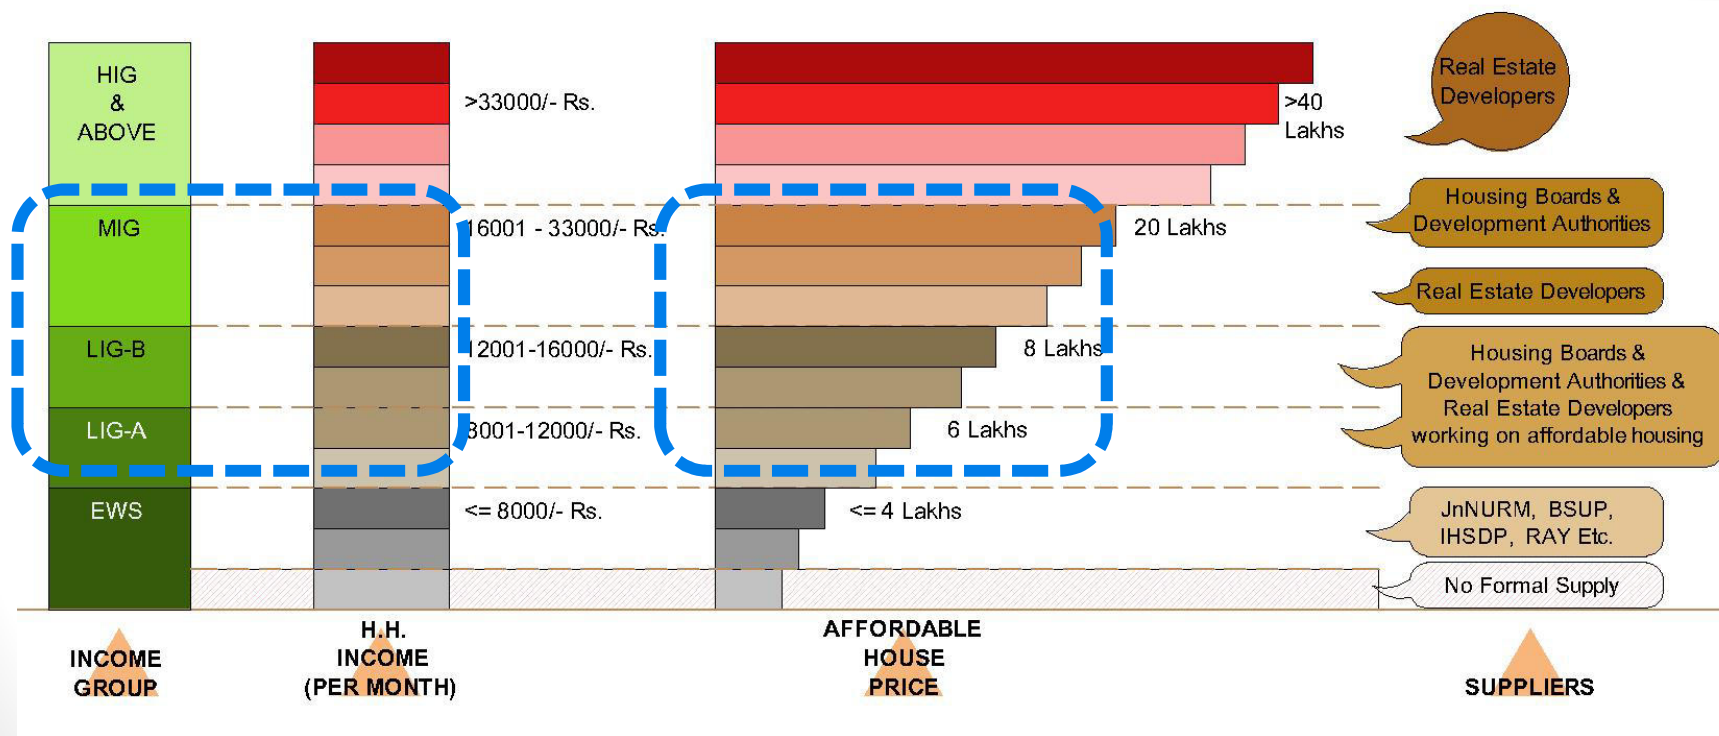 HIG
&
ABOVE
>33000/- Rs.
>40
Lakhs
Real Estate
Developers
MIG
16001 - 33000/- Rs.
20 Lakhs
Housing Boards &
Development Authorities
Real Estate Developers
LIG-B
12001-16000/- Rs.
8 Lakhs
Housing Boards &
Development Authorities &
Real Estate Developers
working on affordable housing
LIG-A
8001-12000/- Rs.
6 Lakhs
EWS
<= 8000/- Rs.
<= 4 Lakhs
JnNURM, BSUP,
IHSDP, RAY Etc.
No Formal Supply
INCOME
GROUP
H.H.
INCOME
(PER MONTH)
AFFORDABLE
HOUSE
PRICE
SUPPLIERS